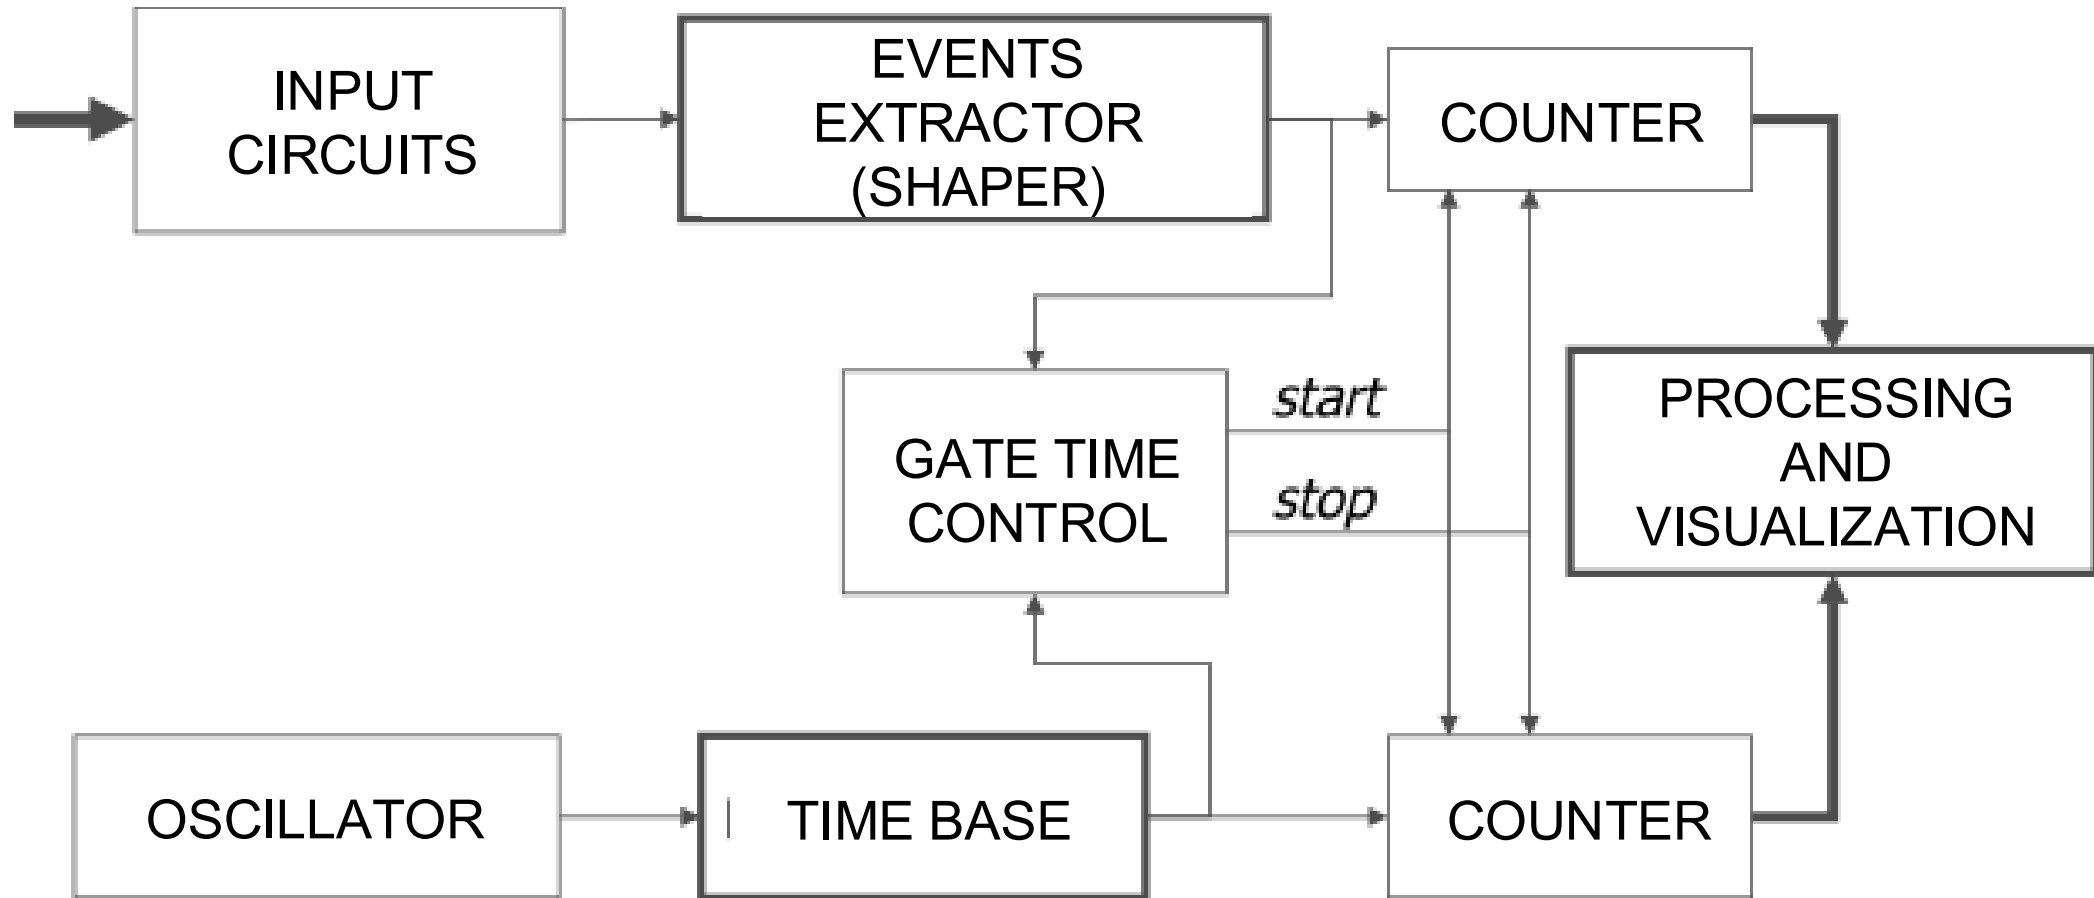 INPUT
CIRCUITS
EVENTS
EXTRACTOR
(SHAPER)
COUNTER
GATE TIME
CONTROL
start
stop
PROCESSING
AND
VISUALIZATION
OSCILLATOR
TIME BASE
COUNTER